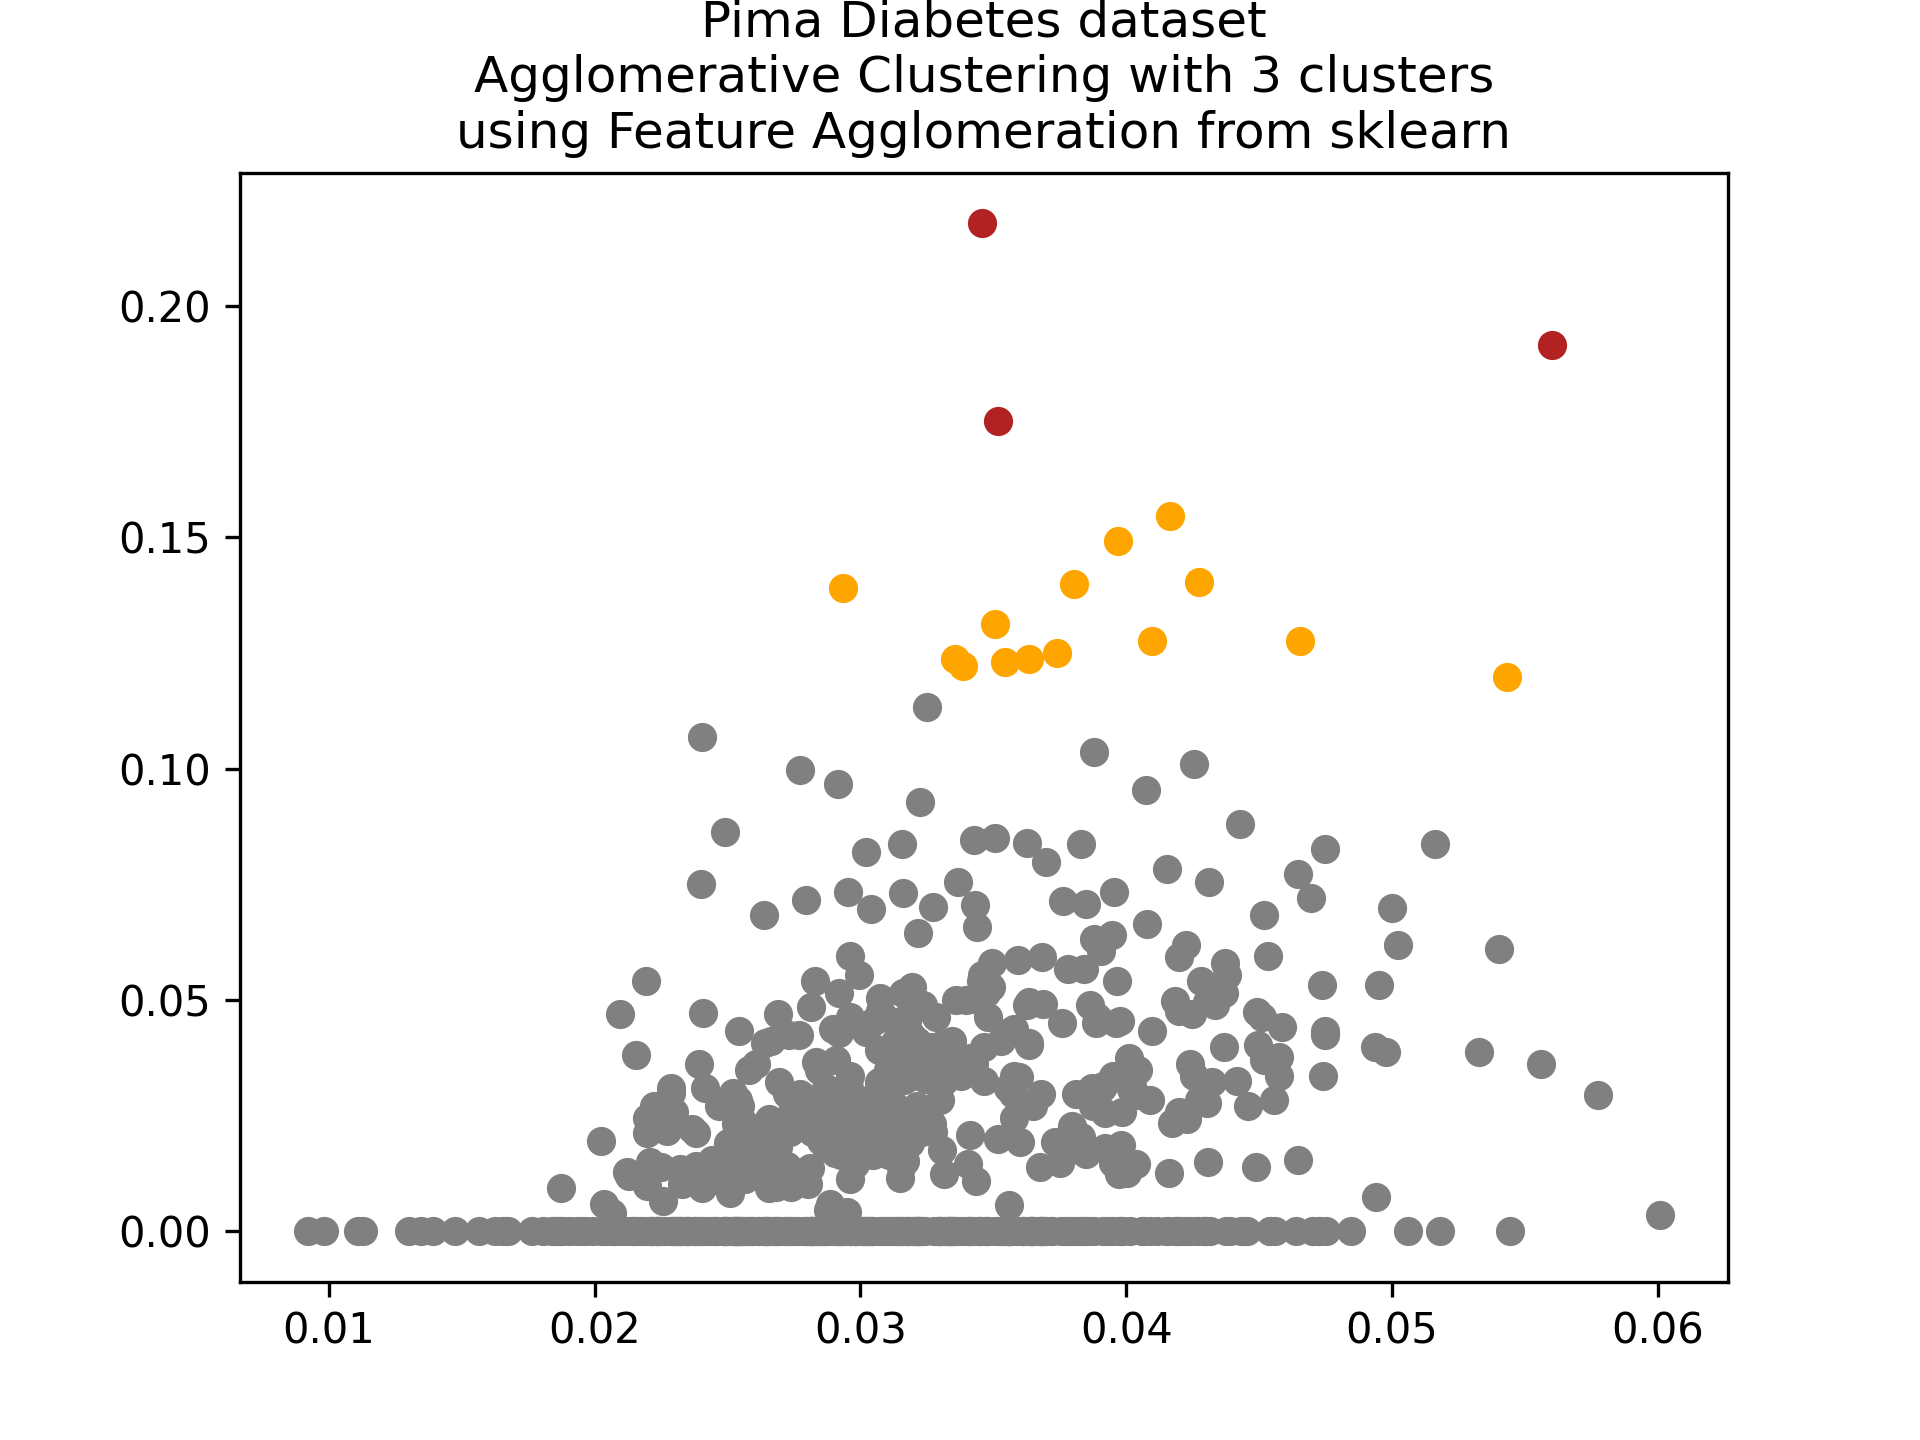 Pima Diabetes dataset
Agglomerative Clustering with 3 clusters
using Feature Agglomeration from sklearn
0.20
0.15
0.10
0.05
0.00
0.01 0.02 0.03 0.04 0.05 0.06